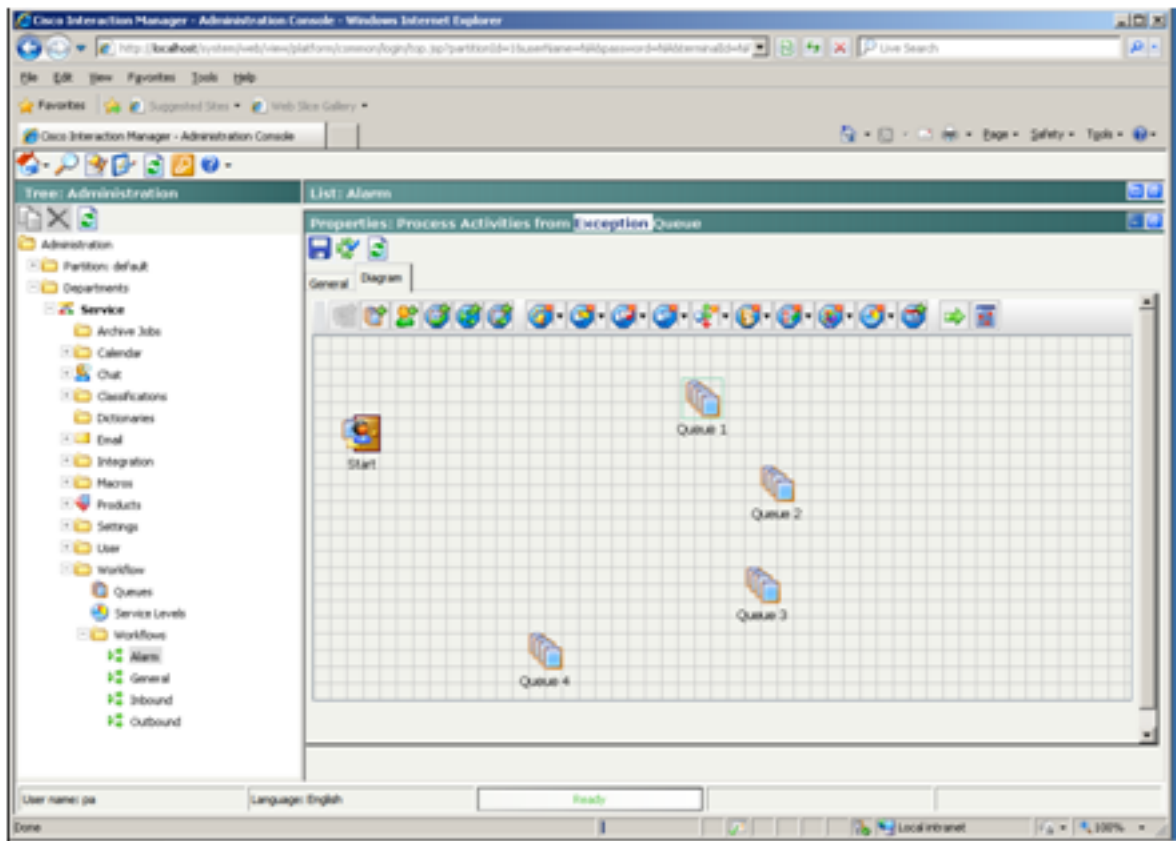 Cisco Interaction Manager - Administration Console - Windows Internet Explorer
Live Search
File Edit View Favorites Tools Help
Favorites Suggested Sites Web Slice Gallery
Cisco Interaction Manager - Administration Console
Page Safety Tools
Tree: Administration
List: Alarm
Properties: Process Activities from Exception Queue
General Diagram
Administration
Partition: default
Departments
Service
Archive Jobs
Calendar
Chat
Classifications
Dictionaries
Email
Integration
Macros
Products
Settings
User
Workflow
Queues
Service Levels
Workflows
Alarm
General
Inbound
Outbound
Start
Queue 1
Queue 2
Queue 3
Queue 4
User name: pa
Language: English
Ready
Done
Local intranet
100%